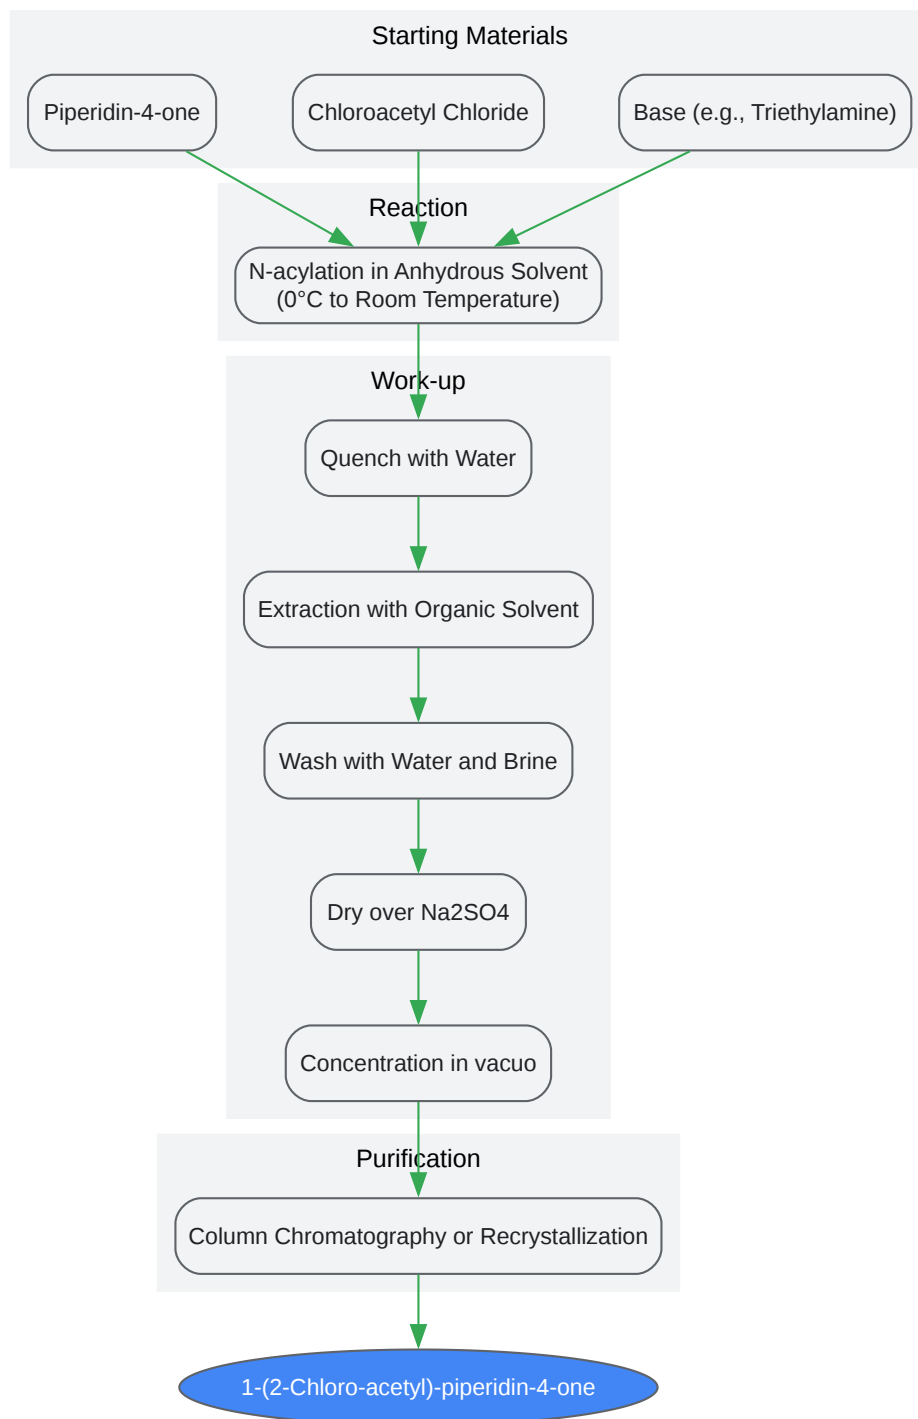 Starting Materials
Piperidin-4-one
Chloroacetyl Chloride
Base (e.g., Triethylamine)
Reaction
N-acylation in Anhydrous Solvent
(0°C to Room Temperature)
Work-up
Quench with Water
Extraction with Organic Solvent
Wash with Water and Brine
Dry over Na2SO4
Concentration in vacuo
Purification
Column Chromatography or Recrystallization
1-(2-Chloro-acetyl)-piperidin-4-one